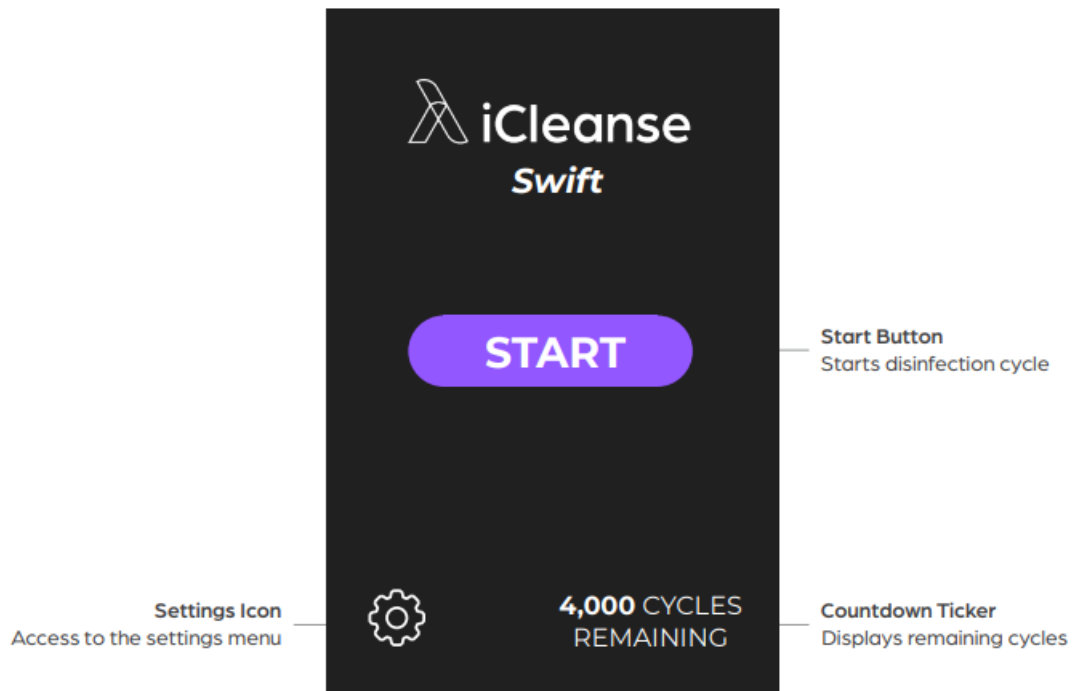 iCleanse
Swift
START
Start Button
Starts disinfection cycle
Settings Icon
Access to the settings menu
4,000 CYCLES
REMAINING
Countdown Ticker
Displays remaining cycles